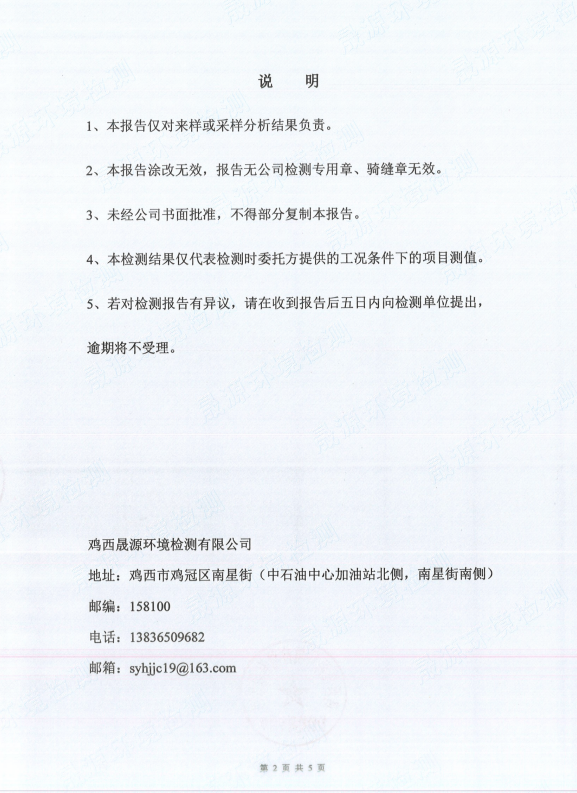 说 明
1、本报告仅对来样或采样分析结果负责。
2、本报告涂改无效，报告无公司检测专用章、骑缝章无效。
3、未经公司书面批准，不得部分复制本报告。
4、本检测结果仅代表检测时委托方提供的工况条件下的项目测值。
5、若对检测报告有异议，请在收到报告后五日内向检测单位提出，
逾期将不受理。
鸡西晟源环境检测有限公司
地址：鸡西市鸡冠区南星街（中石油中心加油站北侧，南星街南侧）
邮编：158100
电话：13836509682
邮箱：syhjjc19@163.com
第 2 页 共 5 页